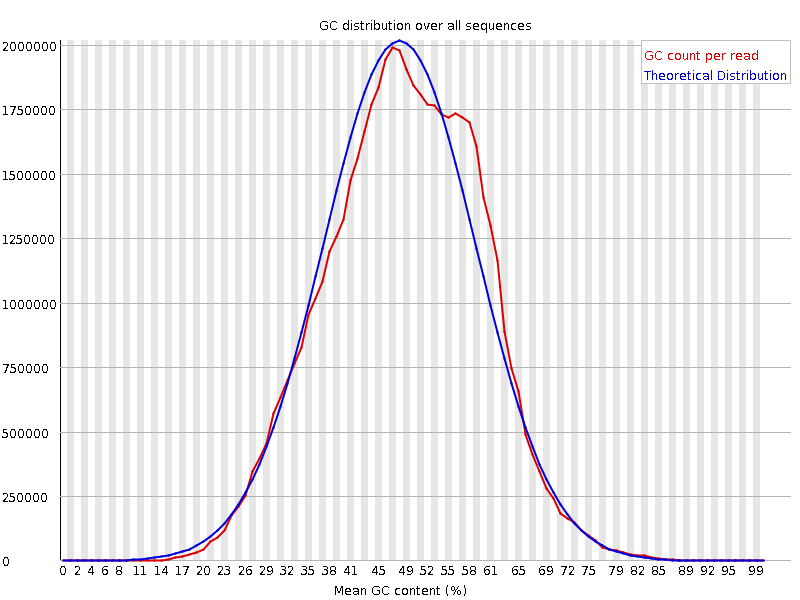 GC distribution over all sequences
GC count per read
Theoretical Distribution
2000000
1750000
1500000
1250000
1000000
750000
500000
250000
0
0 2 4 6 8 11 14 17 20 23 26 29 32 35 38 41 45 49 52 55 58 61 65 69 72 75 79 82 85 89 92 95 99
Mean GC content (%)